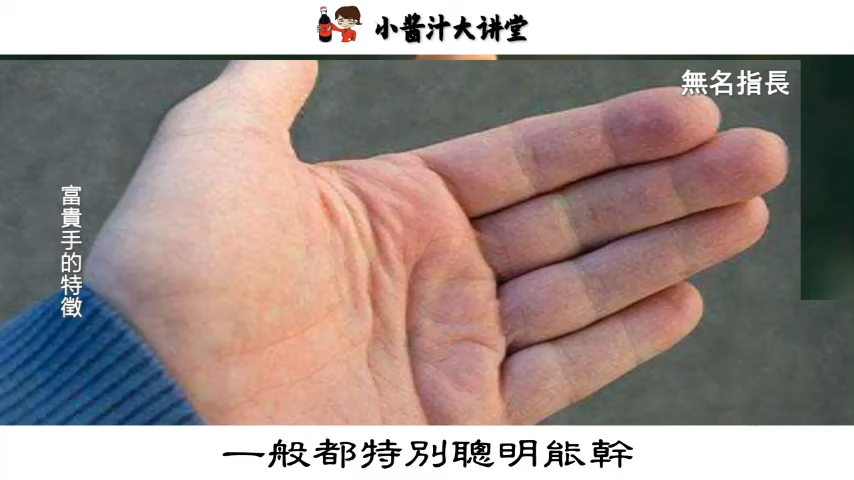 小酱汁大讲堂
無名指長
富貴手的特徵
一般都特別聰明能幹